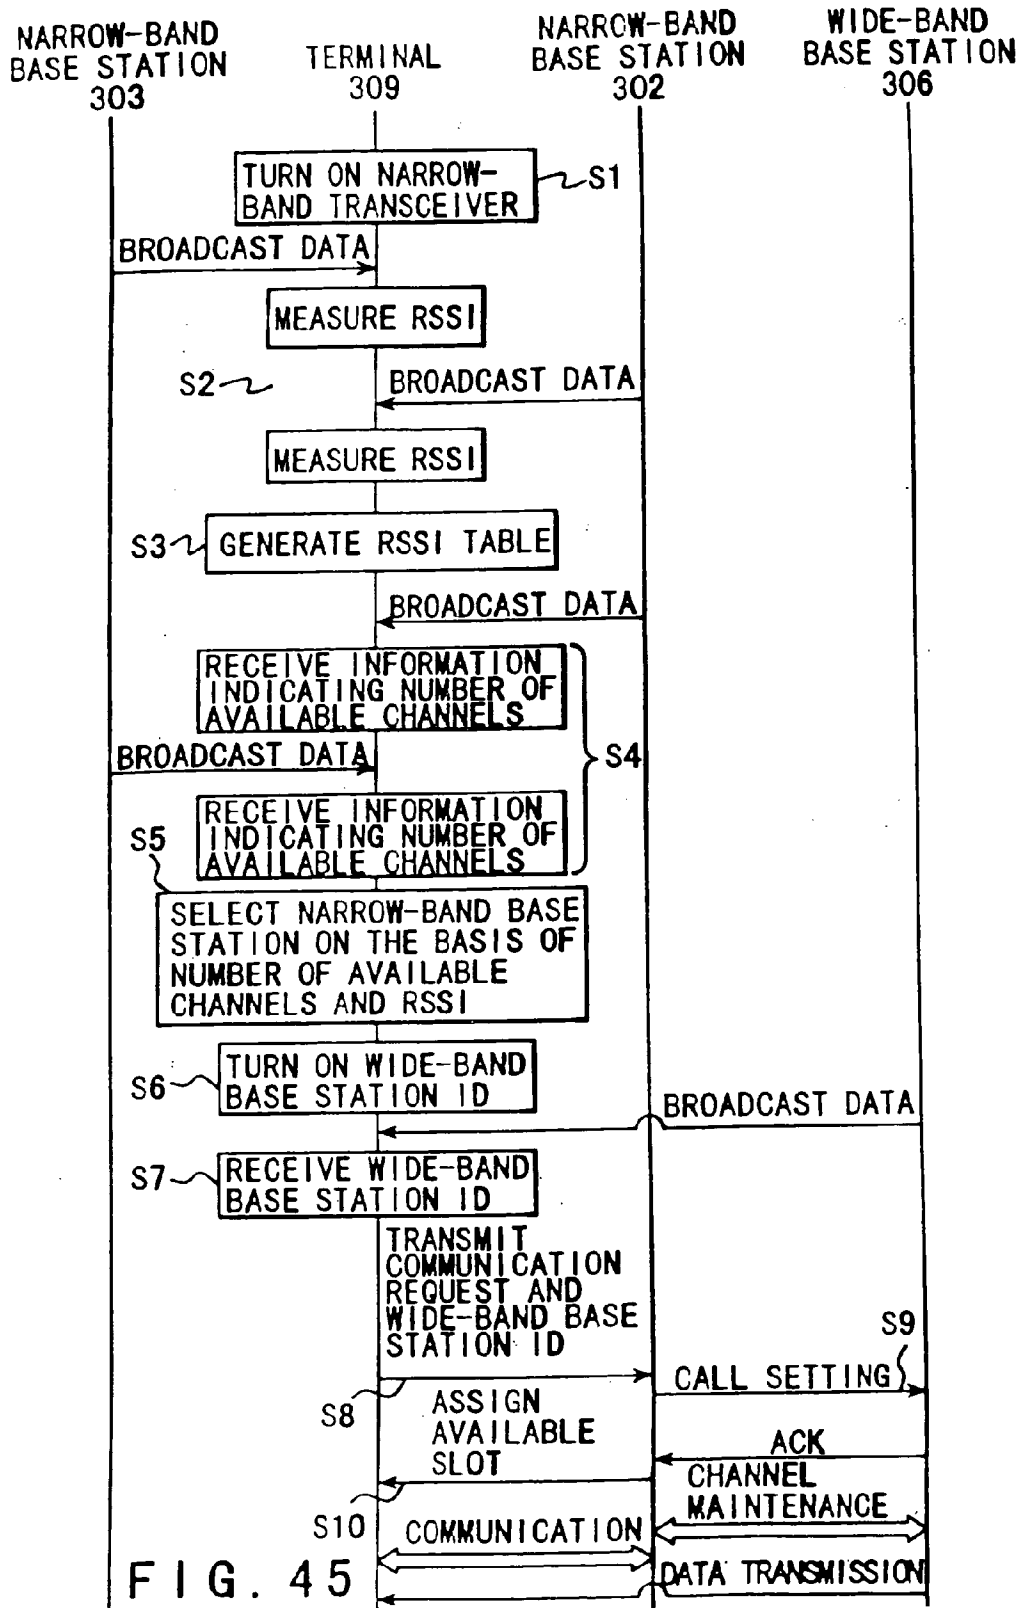 NARROW-BAND
BASE STATION
303
TERMINAL
309
NARROW-BAND
BASE STATION
302
WIDE-BAND
BASE STATION
306
TURN ON NARROW-
BAND TRANSCEIVER
S1
BROADCAST DATA
MEASURE RSSI
S2
BROADCAST DATA
MEASURE RSSI
S3
GENERATE RSSI TABLE
BROADCAST DATA
RECEIVE INFORMATION
INDICATING NUMBER OF
AVAILABLE CHANNELS
BROADCAST DATA
S4
RECEIVE INFORMATION
INDICATING NUMBER OF
AVAILABLE CHANNELS
S5
SELECT NARROW-BAND BASE
STATION ON THE BASIS OF
NUMBER OF AVAILABLE
CHANNELS AND RSSI
S6
TURN ON WIDE-BAND
BASE STATION ID
BROADCAST DATA
S7
RECEIVE WIDE-BAND
BASE STATION ID
TRANSMIT
COMMUNICATION
REQUEST AND
WIDE-BAND BASE
STATION ID
S9
CALL SETTING
S8
ASSIGN
AVAILABLE
SLOT
ACK
CHANNEL
MAINTENANCE
S10
COMMUNICATION
DATA TRANSMISSION
FIG. 45